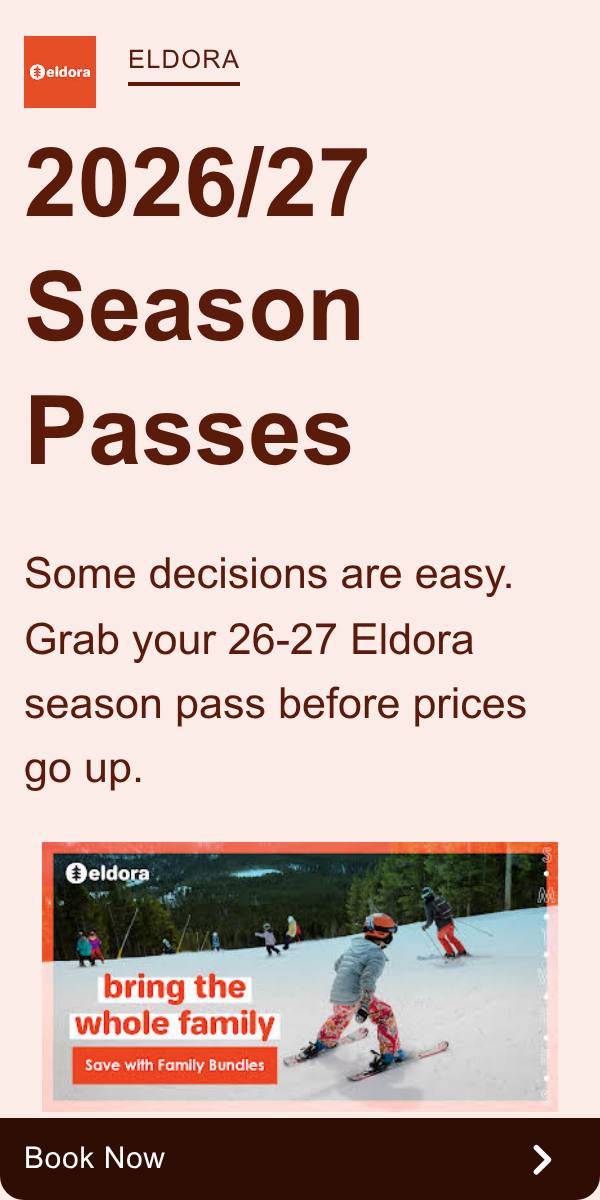 eldora
ELDORA
2026/27
Season
Passes
Some decisions are easy.
Grab your 26-27 Eldora
season pass before prices
go up.
eldora
bring the
whole family
Save with Family Bundles
Book Now